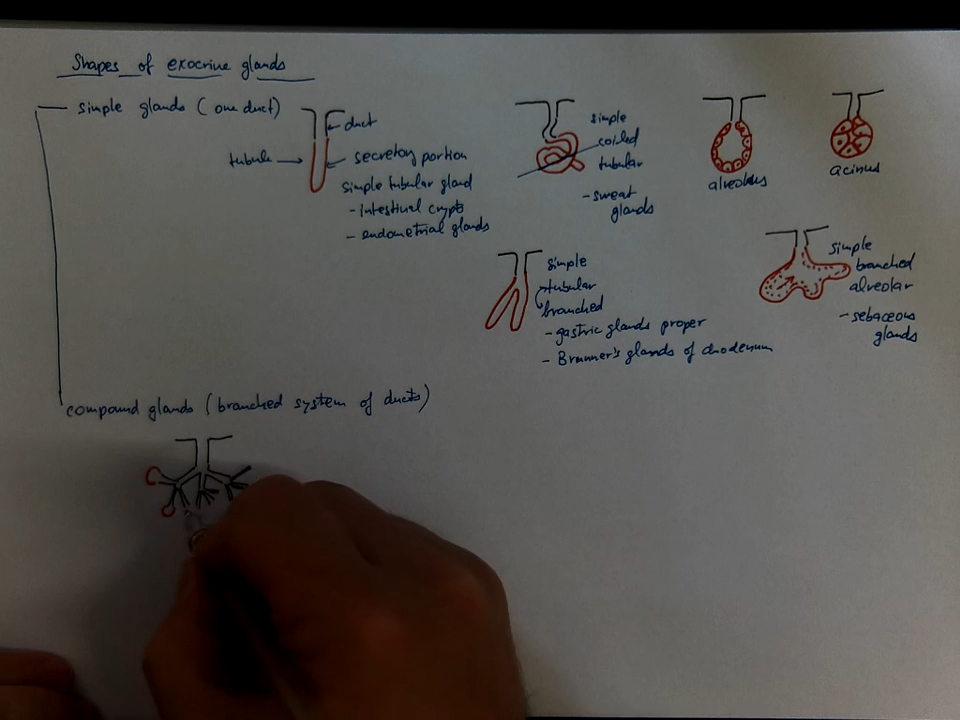 Shapes of exocrine glands
simple glands (one duct)
duct
tubule
secretory portion
simple tubular gland
- intestinal crypts
- endometrial glands
simple
coiled
tubular
- sweat
glands
alveolus
acinus
simple
tubular
branched
- gastric glands proper
- Brunner's glands of duodenum
simple
branched
alveolar
- sebaceous
glands
compound glands (branched system of ducts)